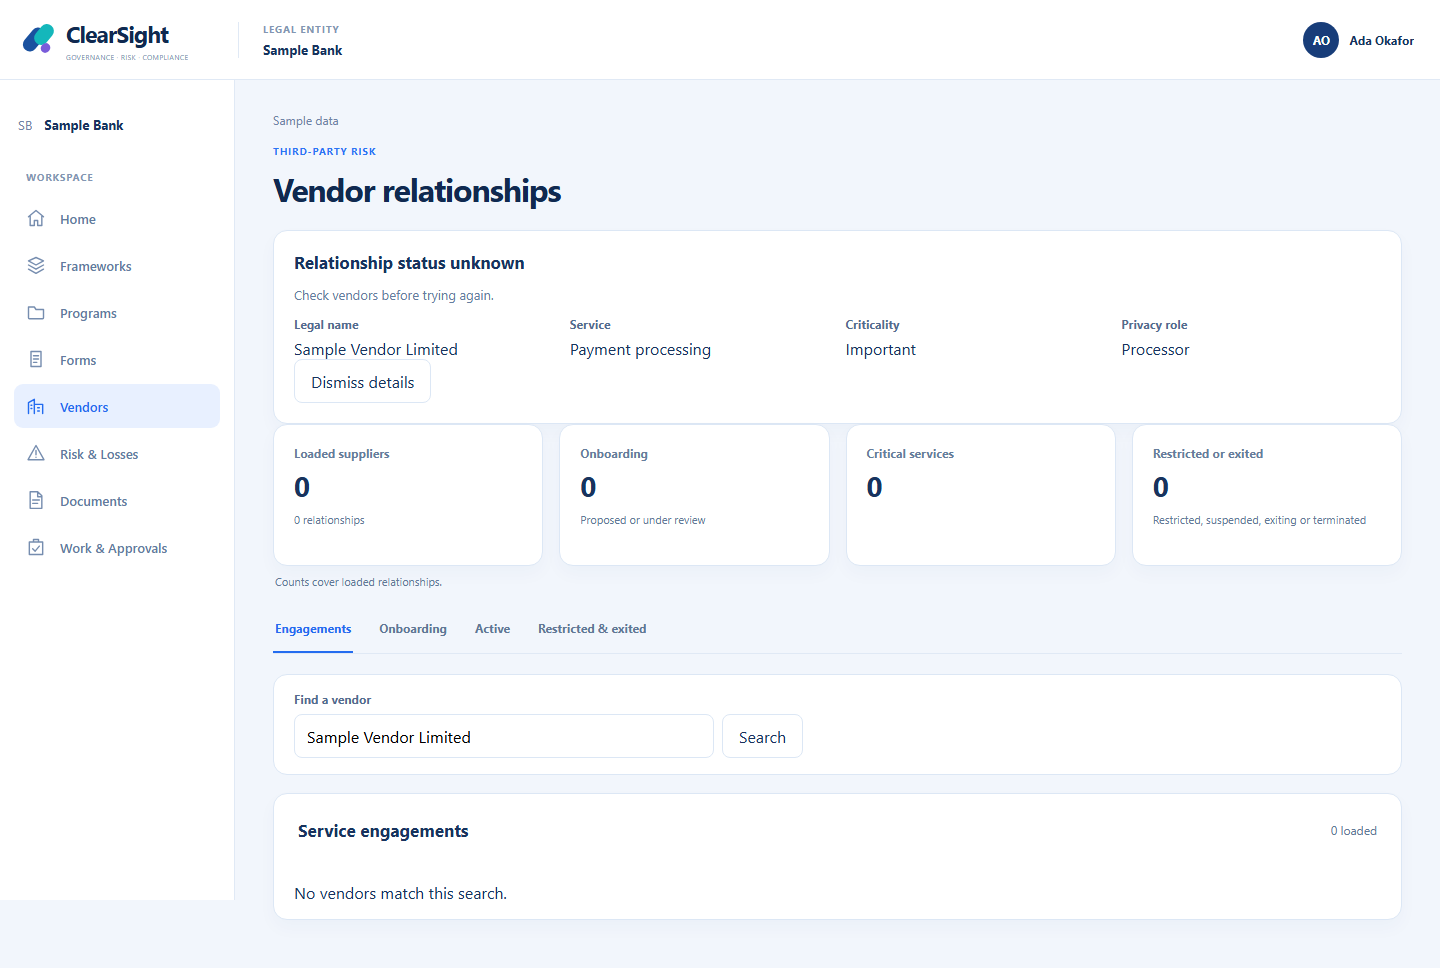 ClearSight
GOVERNANCE · RISK · COMPLIANCE
LEGAL ENTITY
Sample Bank
AO
Ada Okafor
SB Sample Bank
WORKSPACE
Home
Frameworks
Programs
Forms
Vendors
Risk & Losses
Documents
Work & Approvals
Sample data
THIRD-PARTY RISK
Vendor relationships
Relationship status unknown
Check vendors before trying again.
Legal name
Sample Vendor Limited
Service
Payment processing
Criticality
Important
Privacy role
Processor
Dismiss details
Loaded suppliers
0
0 relationships
Onboarding
0
Proposed or under review
Critical services
0
Restricted or exited
0
Restricted, suspended, exiting or terminated
Counts cover loaded relationships.
Engagements Onboarding Active Restricted & exited
Find a vendor
Sample Vendor Limited Search
Service engagements 0 loaded
No vendors match this search.